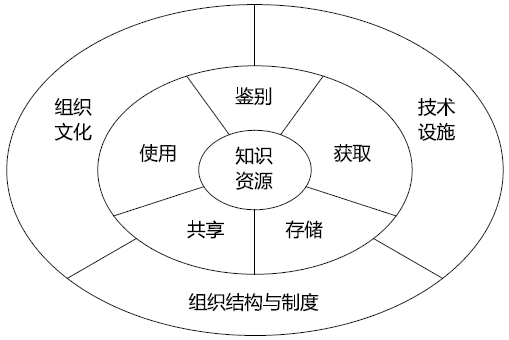 鉴别
组织
文化
技术
设施
使用
知识
资源
获取
共享
存储
组织结构与制度